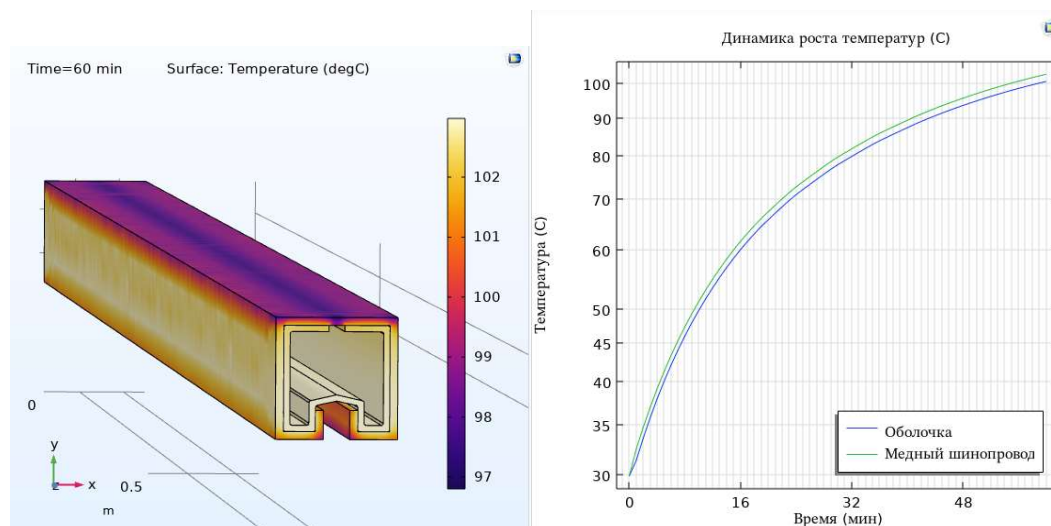 Time=60 min Surface: Temperature (degC)
102
101
100
99
98
97
0
0.5
m
y
z
x
Динамика роста температур (С)
Температура (С)
100
90
80
70
60
50
45
40
35
30
0 16 32 48
Время (мин)
Оболочка
Медный шинопровод